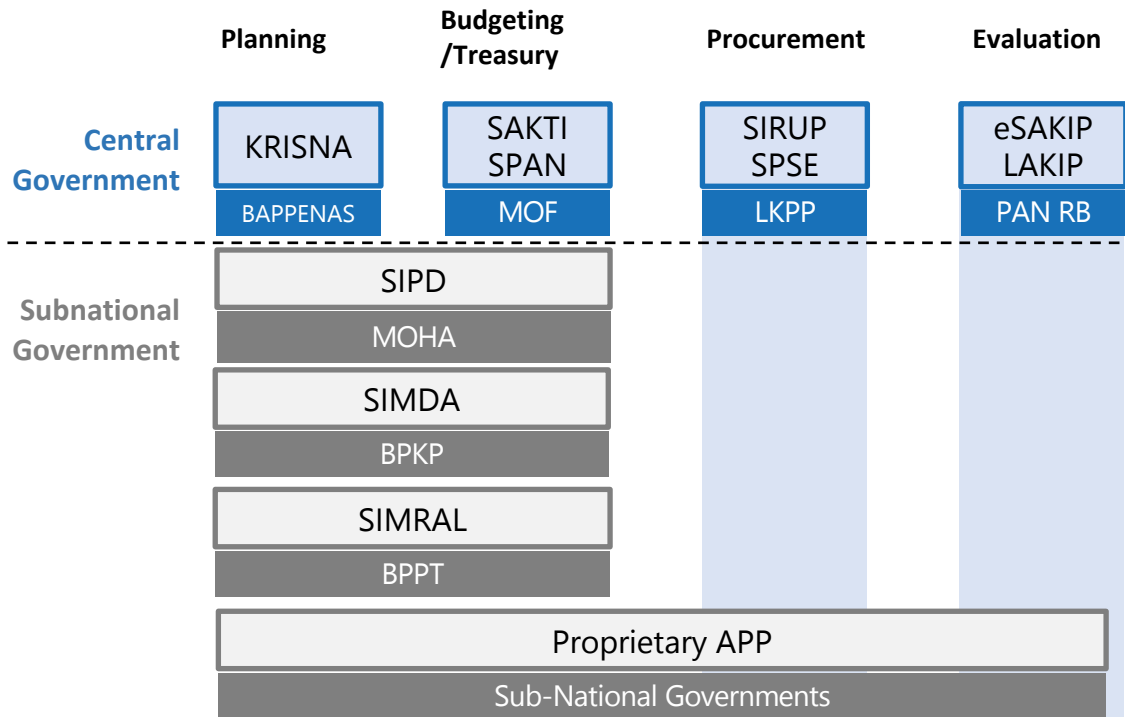 Planning
Budgeting
/Treasury
Procurement
Evaluation
Central
Government
KRISNA
BAPPENAS
SAKTI
SPAN
MOF
SIRUP
SPSE
LKPP
eSAKIP
LAKIP
PAN RB
Subnational
Government
SIPD
MOHA
SIMDA
BPKP
SIMRAL
BPPT
Proprietary APP
Sub-National Governments